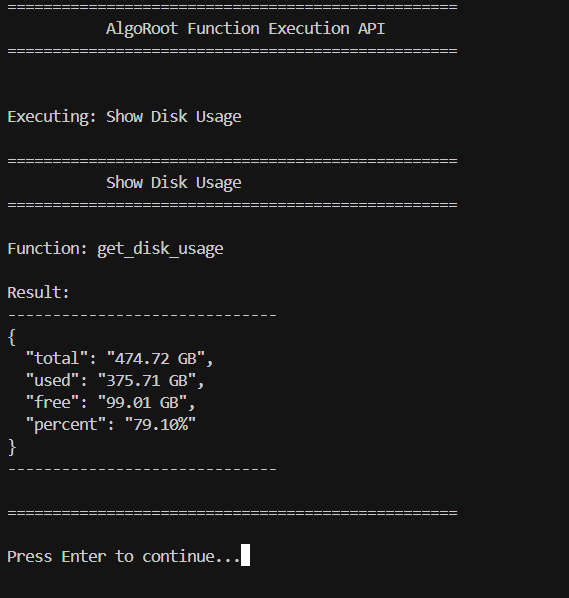 ==================================================
           AlgoRoot Function Execution API
==================================================
Executing: Show Disk Usage
==================================================
           Show Disk Usage
==================================================
Function: get_disk_usage
Result:
------------------------------
{
  "total": "474.72 GB",
  "used": "375.71 GB",
  "free": "99.01 GB",
  "percent": "79.10%"
}
------------------------------
==================================================
Press Enter to continue...